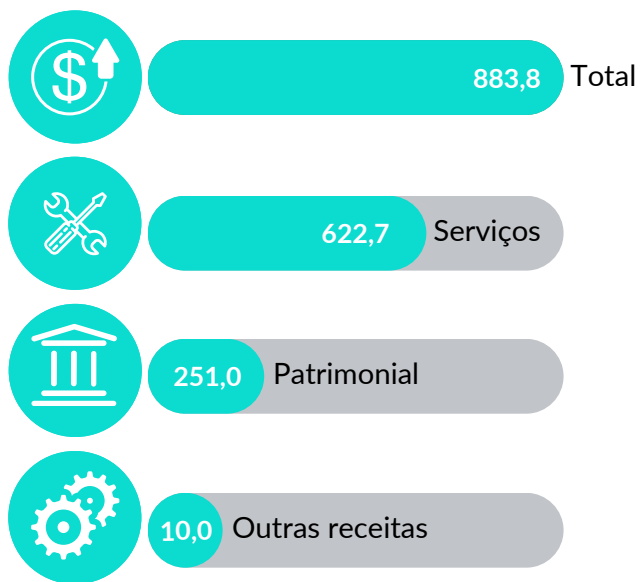 883,8 Total
622,7 Serviços
251,0 Patrimonial
10,0 Outras receitas